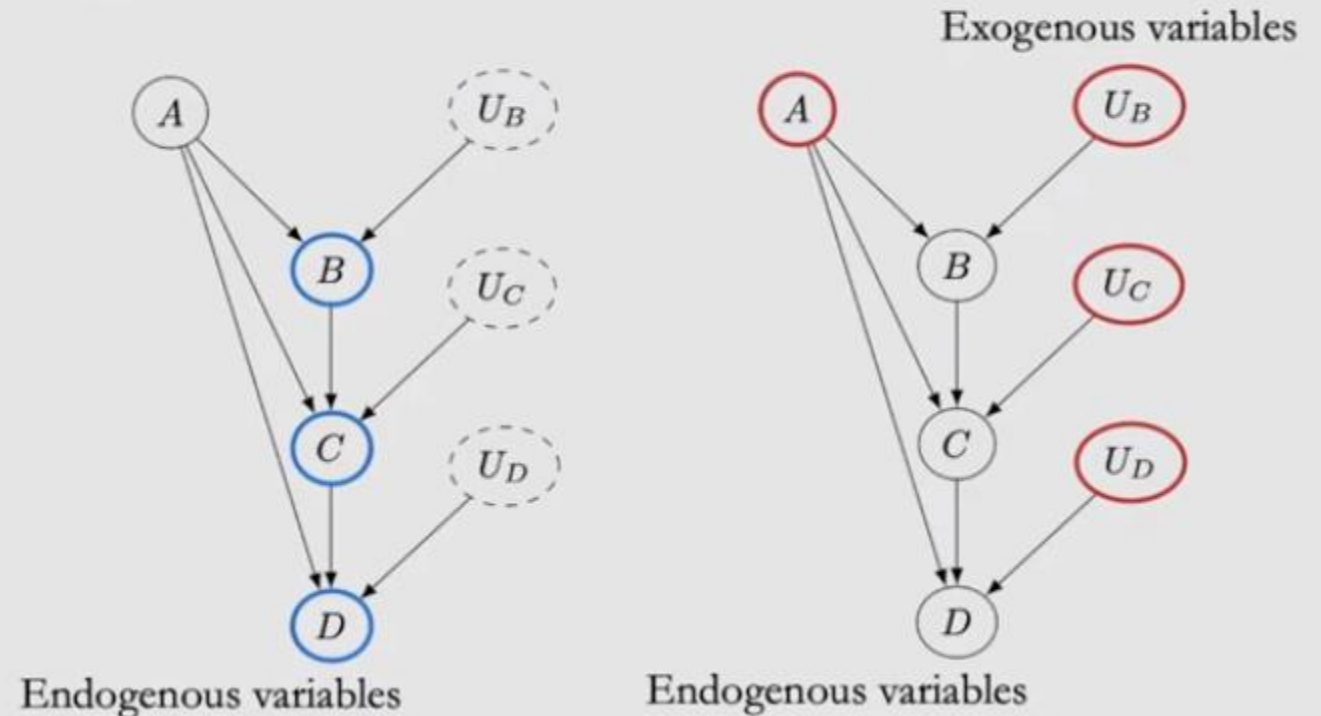 Exogenous variables
A
U_B
A
U_B
B
U_C
B
U_C
C
U_D
C
U_D
D
D
Endogenous variables
Endogenous variables